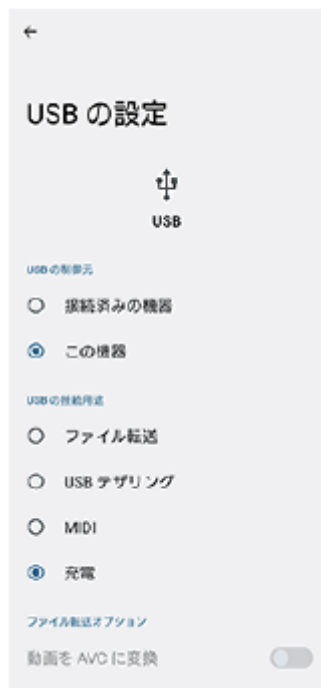 USB の設定
USB
USB の制御元
接続済みの機器
この機器
USB の接続用途
ファイル転送
USB テザリング
MIDI
充電
ファイル転送オプション
動画を AVC に変換